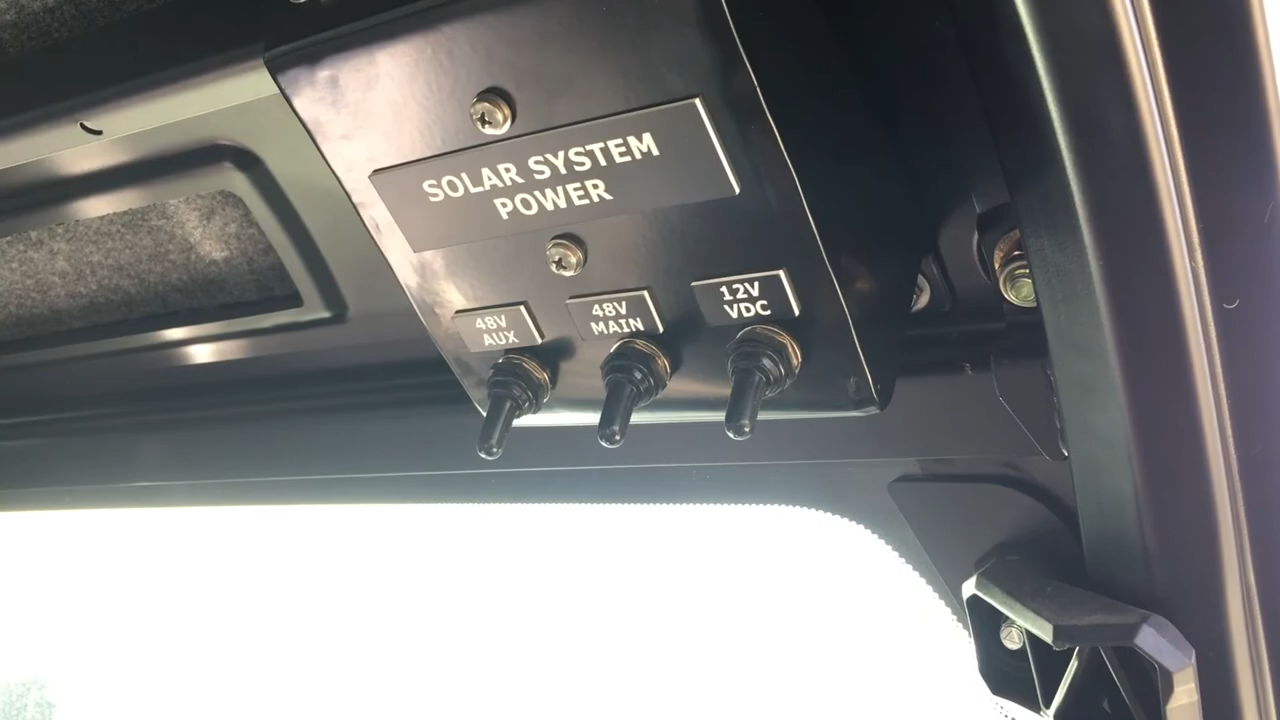 SOLAR SYSTEM
POWER
48V
AUX
48V
MAIN
12V
VDC